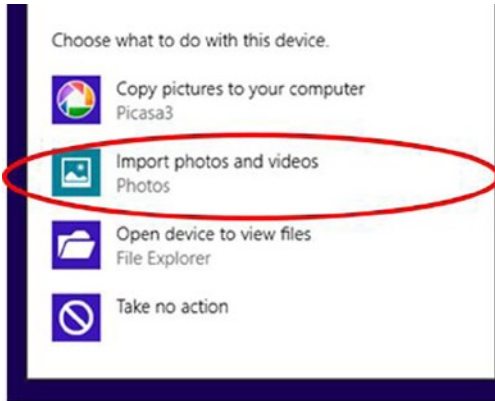 Choose what to do with this device.
Copy pictures to your computer
Picasa3
Import photos and videos
Photos
Open device to view files
File Explorer
Take no action